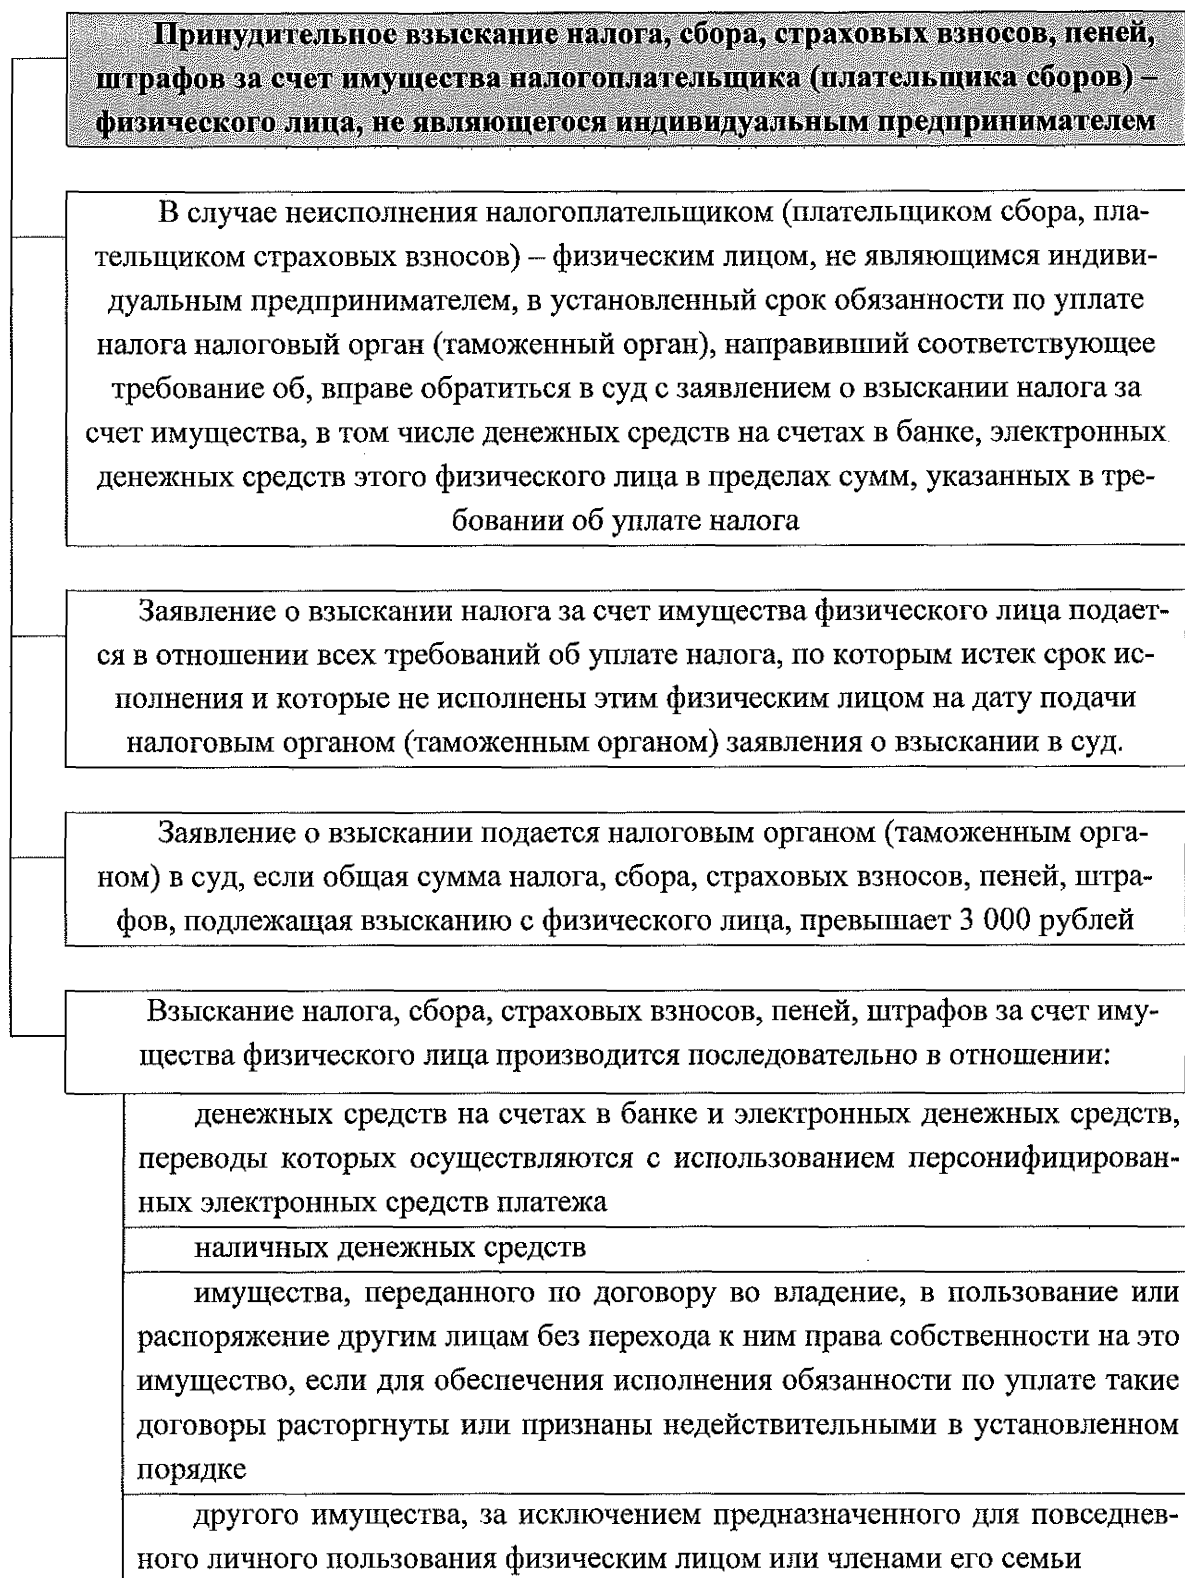 Принудительное взыскание налога, сбора, страховых взносов, пеней,
штрафов за счет имущества налогоплательщика (плательщика сборов) –
физического лица, не являющегося индивидуальным предпринимателем
В случае неисполнения налогоплательщиком (плательщиком сбора, пла-
тельщиком страховых взносов) – физическим лицом, не являющимся индиви-
дуальным предпринимателем, в установленный срок обязанности по уплате
налога налоговый орган (таможенный орган), направивший соответствующее
требование об, вправе обратиться в суд с заявлением о взыскании налога за
счет имущества, в том числе денежных средств на счетах в банке, электронных
денежных средств этого физического лица в пределах сумм, указанных в тре-
бовании об уплате налога
Заявление о взыскании налога за счет имущества физического лица подает-
ся в отношении всех требований об уплате налога, по которым истек срок ис-
полнения и которые не исполнены этим физическим лицом на дату подачи
налоговым органом (таможенным органом) заявления о взыскании в суд.
Заявление о взыскании подается налоговым органом (таможенным орга-
ном) в суд, если общая сумма налога, сбора, страховых взносов, пеней, штра-
фов, подлежащая взысканию с физического лица, превышает 3 000 рублей
Взыскание налога, сбора, страховых взносов, пеней, штрафов за счет иму-
щества физического лица производится последовательно в отношении:
денежных средств на счетах в банке и электронных денежных средств,
переводы которых осуществляются с использованием персонифицирован-
ных электронных средств платежа
наличных денежных средств
имущества, переданного по договору во владение, в пользование или
распоряжение другим лицам без перехода к ним права собственности на это
имущество, если для обеспечения исполнения обязанности по уплате такие
договоры расторгнуты или признаны недействительными в установленном
порядке
другого имущества, за исключением предназначенного для повседнев-
ного личного пользования физическим лицом или членами его семьи